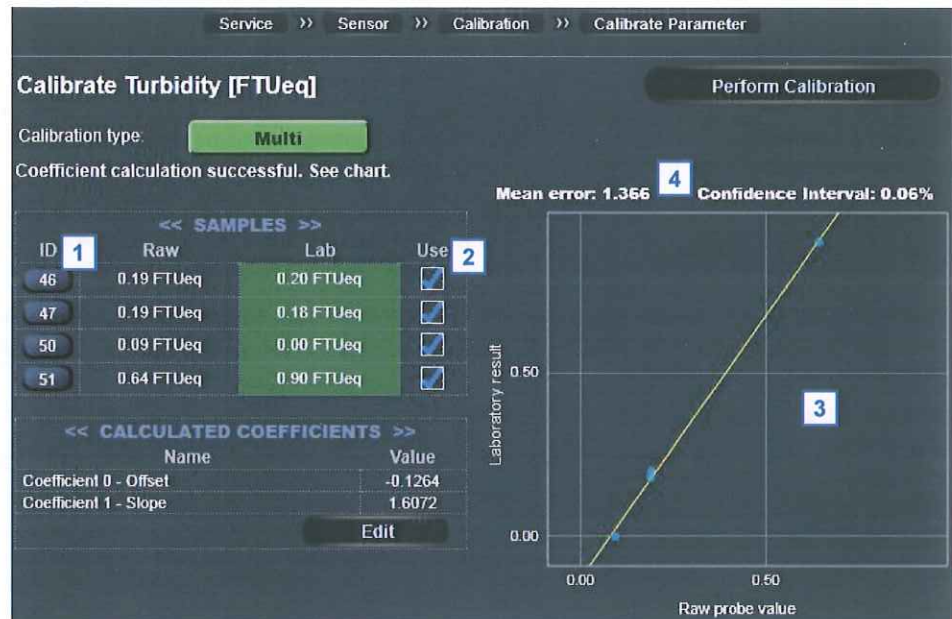 Service >> Sensor >> Calibration >> Calibrate Parameter
Calibrate Turbidity [FTUeq]
Perform Calibration
Calibration type: Multi
Coefficient calculation successful. See chart.
Mean error: 1.366 4 Confidence Interval: 0.06%
<< SAMPLES >>
ID 1 Raw Lab Use 2
46 0.19 FTUeq 0.20 FTUeq
47 0.19 FTUeq 0.18 FTUeq
50 0.09 FTUeq 0.00 FTUeq
51 0.64 FTUeq 0.90 FTUeq
<< CALCULATED COEFFICIENTS >>
Name Value
Coefficient 0 - Offset -0.1264
Coefficient 1 - Slope 1.6072
Edit
Laboratory result
0.50
3
0.00
0.00 0.50
Raw probe value